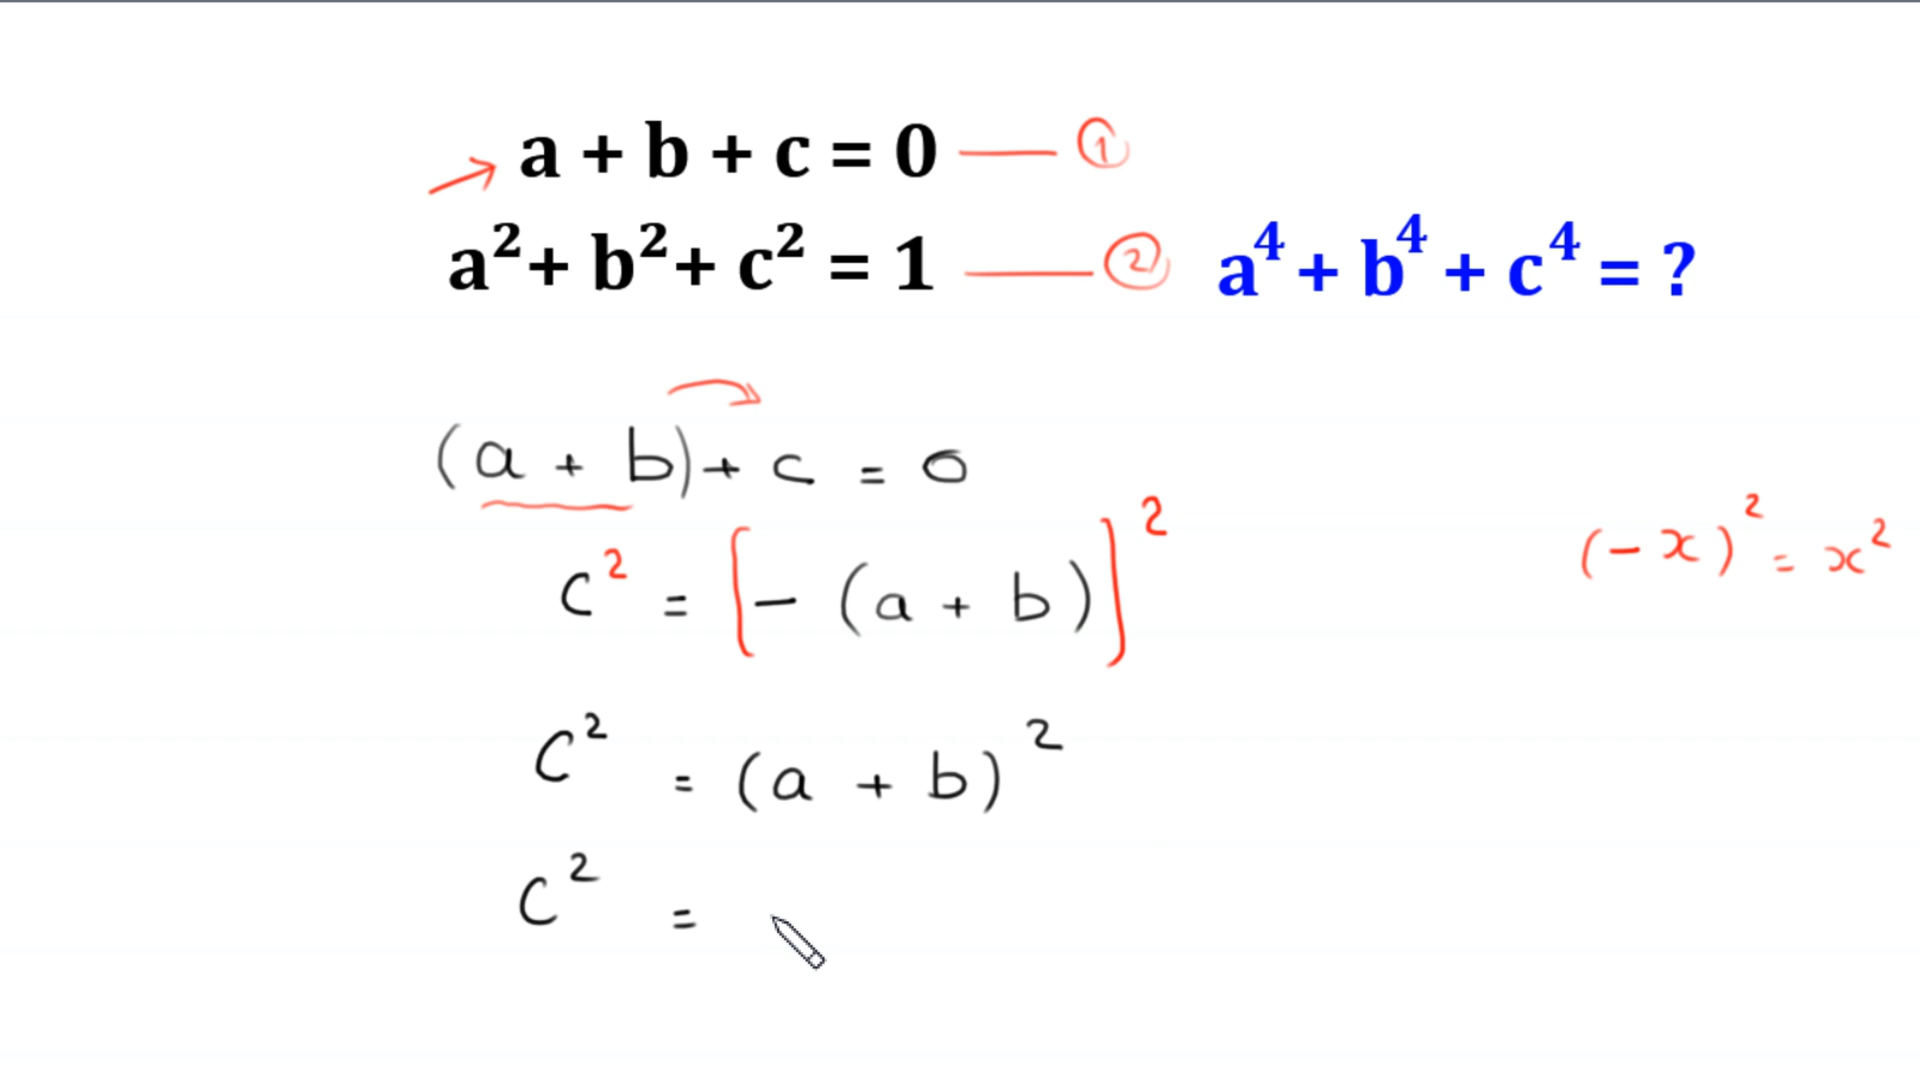 a + b + c = 0 — ①
a² + b² + c² = 1 — ② a⁴ + b⁴ + c⁴ = ?
(a + b) + c = 0
c² = [– (a + b)]² (–x)² = x²
c² = (a + b)²
c² =